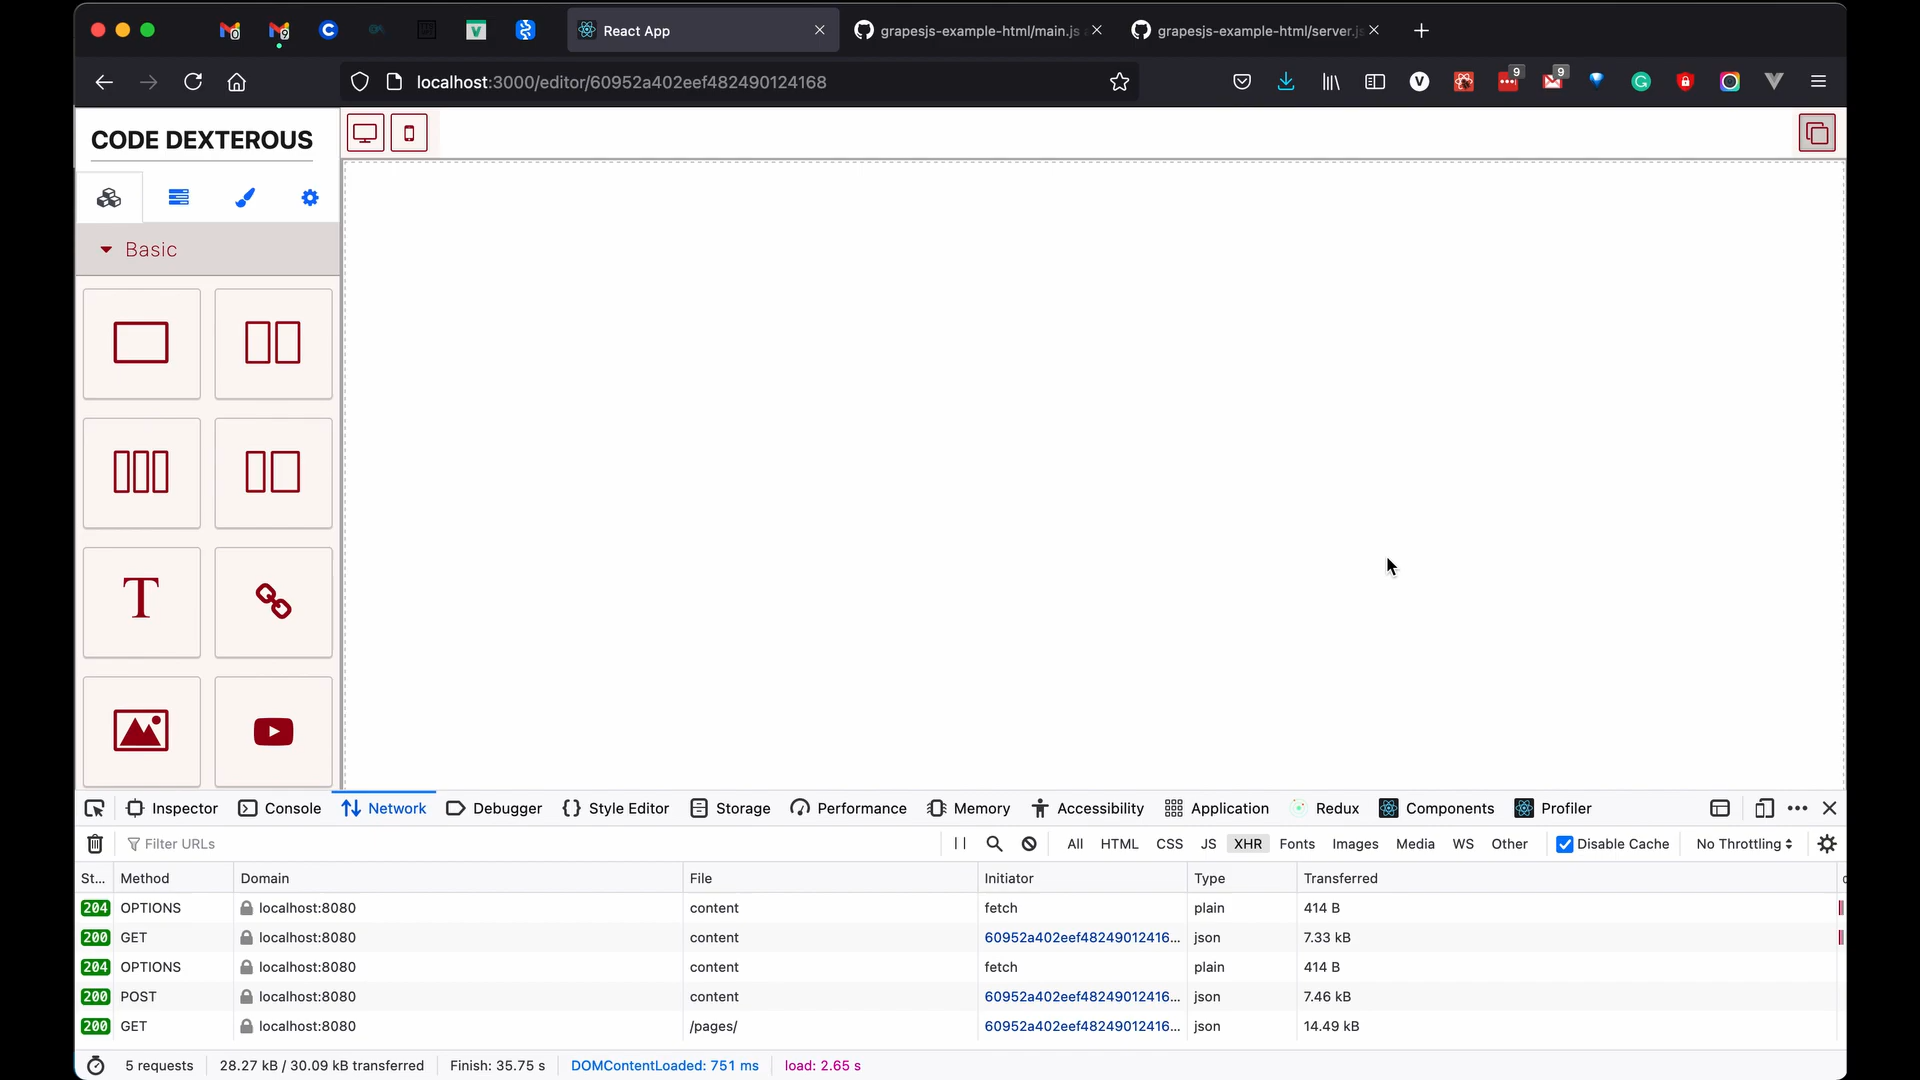 React App
grapesjs-example-html/main.js
grapesjs-example-html/server.js
localhost:3000/editor/60952a402eef482490124168
9
9
CODE DEXTEROUS
Basic
T
Inspector Console Network Debugger Style Editor Storage Performance Memory Accessibility Application Redux Components Profiler
Filter URLs All HTML CSS JS XHR Fonts Images Media WS Other Disable Cache No Throttling
St... Method Domain File Initiator Type Transferred
204 OPTIONS localhost:8080 content fetch plain 414 B
200 GET localhost:8080 content 60952a402eef48249012416... json 7.33 kB
204 OPTIONS localhost:8080 content fetch plain 414 B
200 POST localhost:8080 content 60952a402eef48249012416... json 7.46 kB
200 GET localhost:8080 /pages/ 60952a402eef48249012416... json 14.49 kB
5 requests 28.27 kB / 30.09 kB transferred Finish: 35.75 s DOMContentLoaded: 751 ms load: 2.65 s